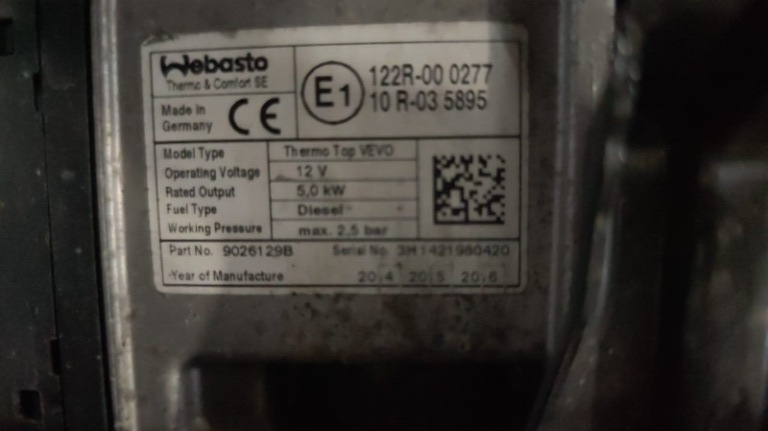 Webasto
Thermo & Comfort SE
Made in
Germany
CE
E1
122R-00 0277
10 R-03 5895
Model Type Thermo Top VEVO
Operating Voltage 12 V
Rated Output 5,0 kW
Fuel Type Diesel
Working Pressure max. 2,5 bar
Part No. 9026129B Serial No. 3H1421980420
Year of Manufacture 2014 2015 2016